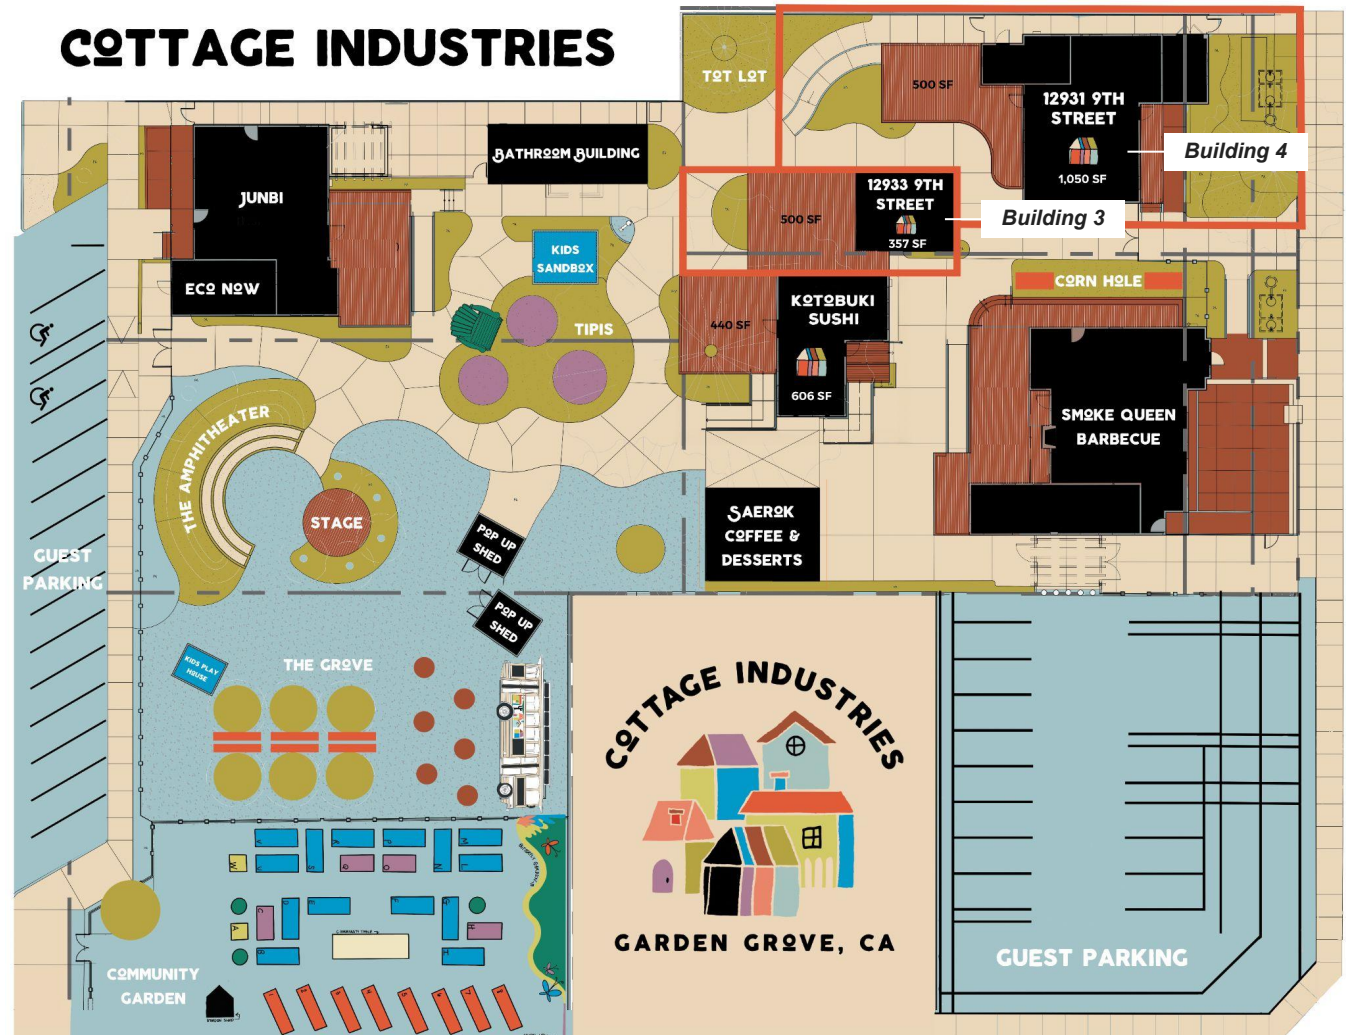 COTTAGE INDUSTRIES
TOT LOT
500 SF
12931 9TH
STREET
1,050 SF
Building 4
BATHROOM BUILDING
JUNBI
ECO NOW
500 SF
12933 9TH
STREET
357 SF
Building 3
KIDS
SANDBOX
TIPIS
440 SF
KOTOBUKI
SUSHI
606 SF
CORN HOLE
SMOKE QUEEN
BARBECUE
THE AMPHITHEATER
STAGE
POP UP
SHED
SAEROK
COFFEE &
DESSERTS
GUEST
PARKING
POP UP
SHED
KIDS PLAY
HOUSE
THE GROVE
COTTAGE INDUSTRIES
GARDEN GROVE, CA
GUEST PARKING
COMMUNITY
GARDEN
COMMUNITY TABLE